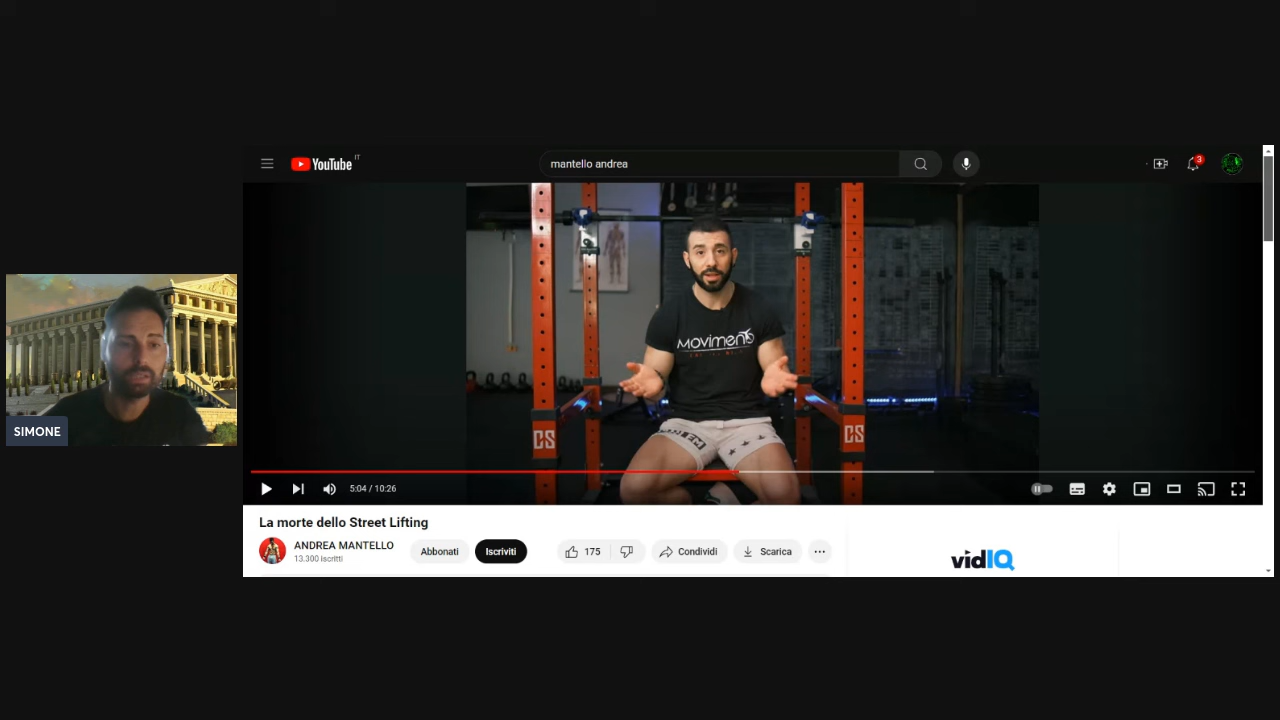 YouTube IT
mantello andrea
3
MovimenTo
CS
CS
5:04 / 10:26
SIMONE
La morte dello Street Lifting
ANDREA MANTELLO
13.300 iscritti
Abbonati
Iscriviti
175
Condividi
Scarica
vidIQ